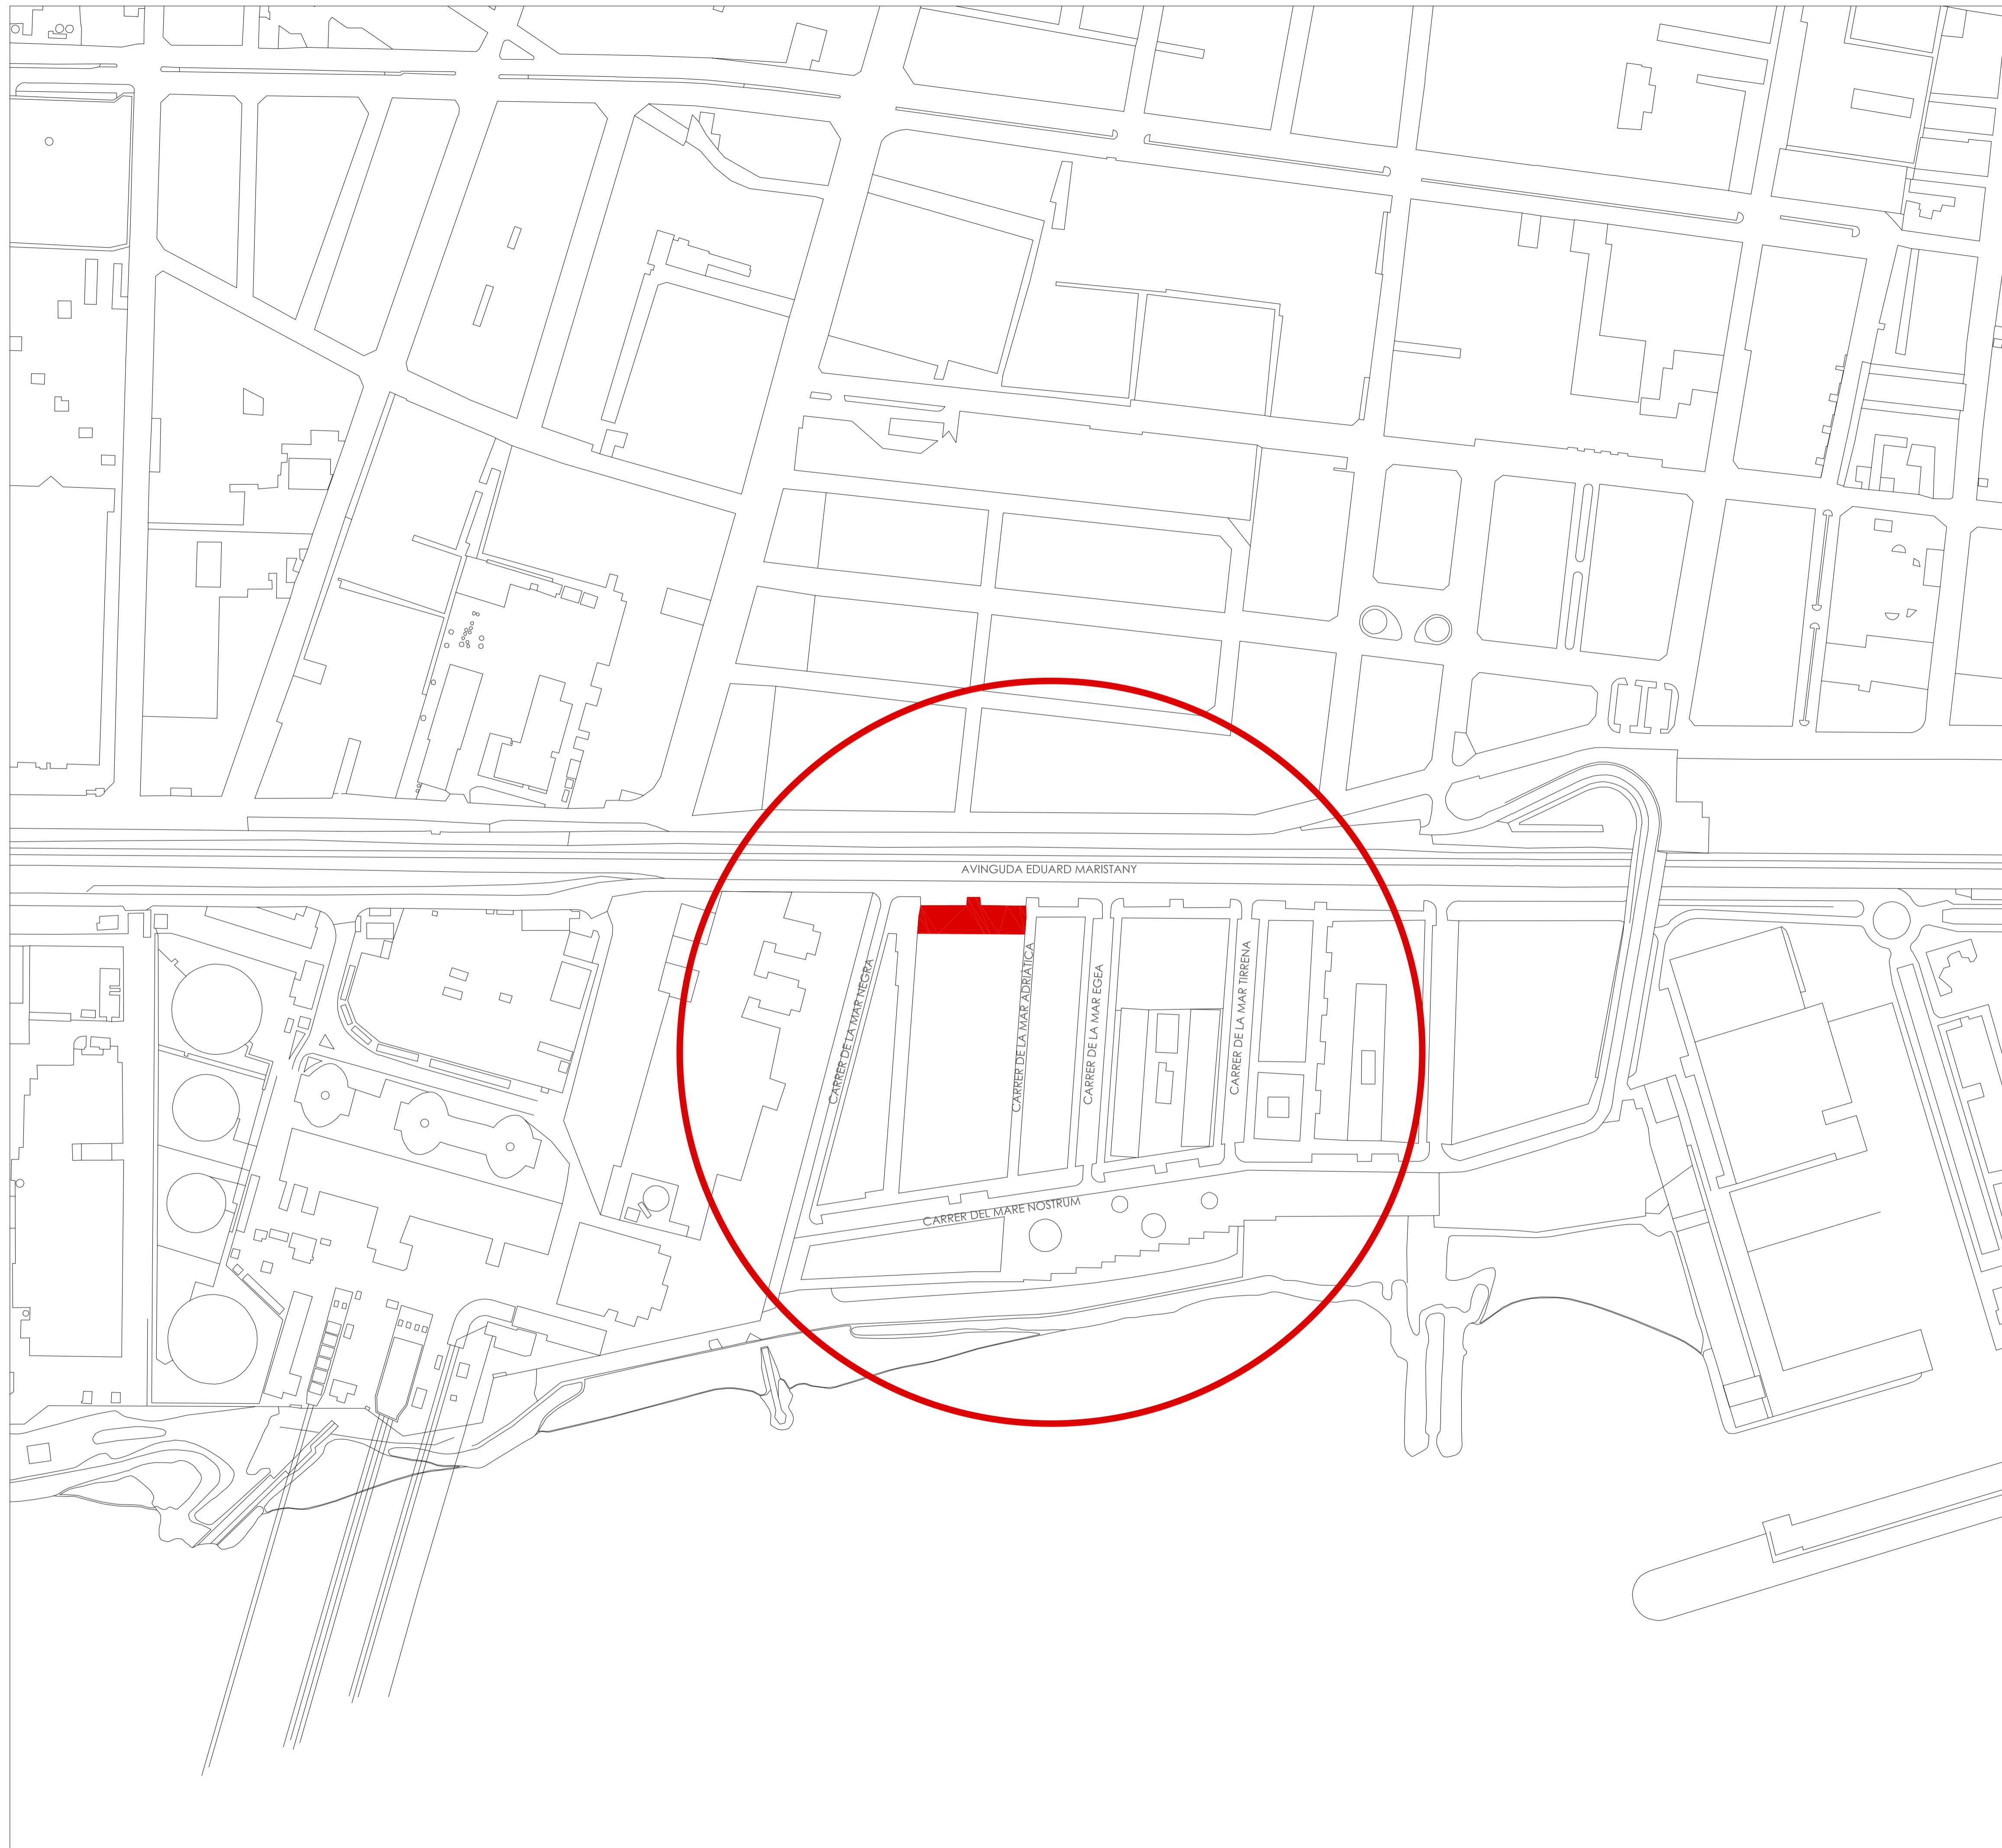 AVINGUDA EDUARD MARISTANY
CARRER DE LA MAR NEGRA
CARRER DE LA MAR ADRIÀTICA
CARRER DE LA MAR EGEA
CARRER DE LA MAR TIRRENA
CARRER DEL MARE NOSTRUM